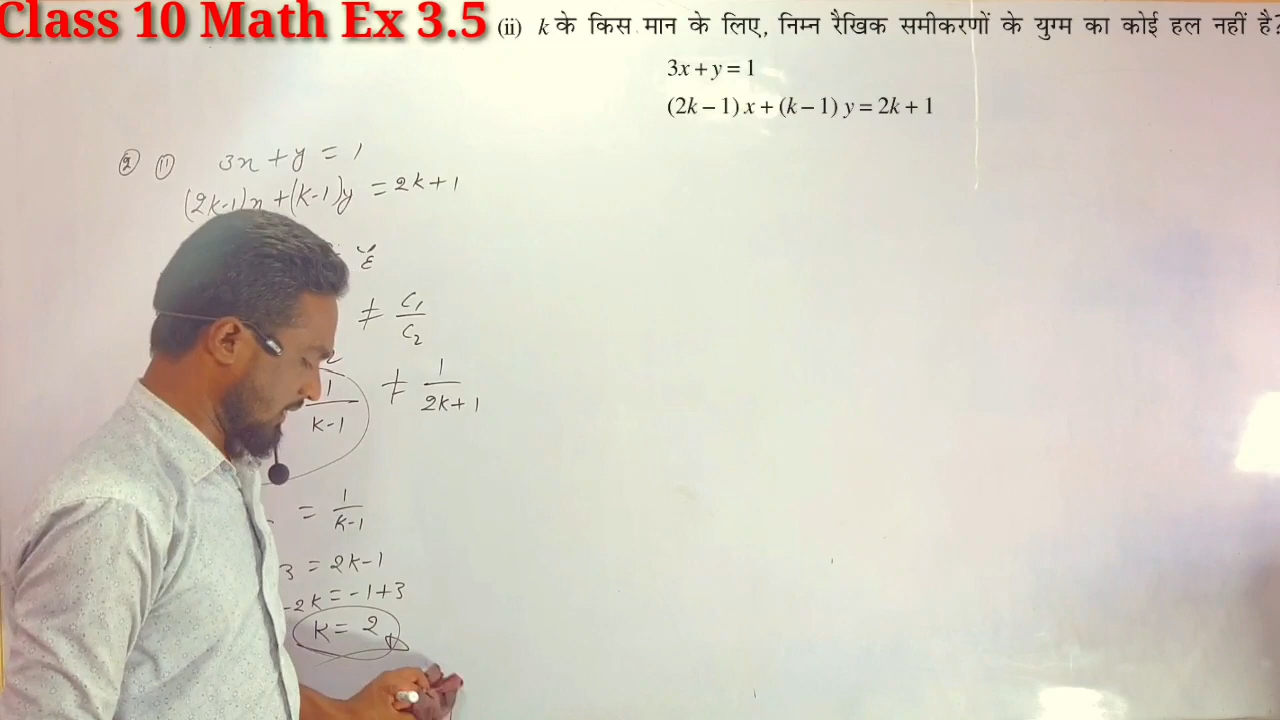 Class 10 Math Ex 3.5 (ii) k के किस मान के लिए, निम्न रैखिक समीकरणों के युग्म का कोई हल नहीं है?
3x + y = 1
(2k – 1) x + (k – 1) y = 2k + 1
② ⑪ 3x + y = 1
(2k-1)x + (k-1)y = 2k+1
≠ C₁/C₂
1/(k-1) ≠ 1/(2k+1)
= 1/(k-1)
3 = 2k-1
-2k = -1+3
k = 2